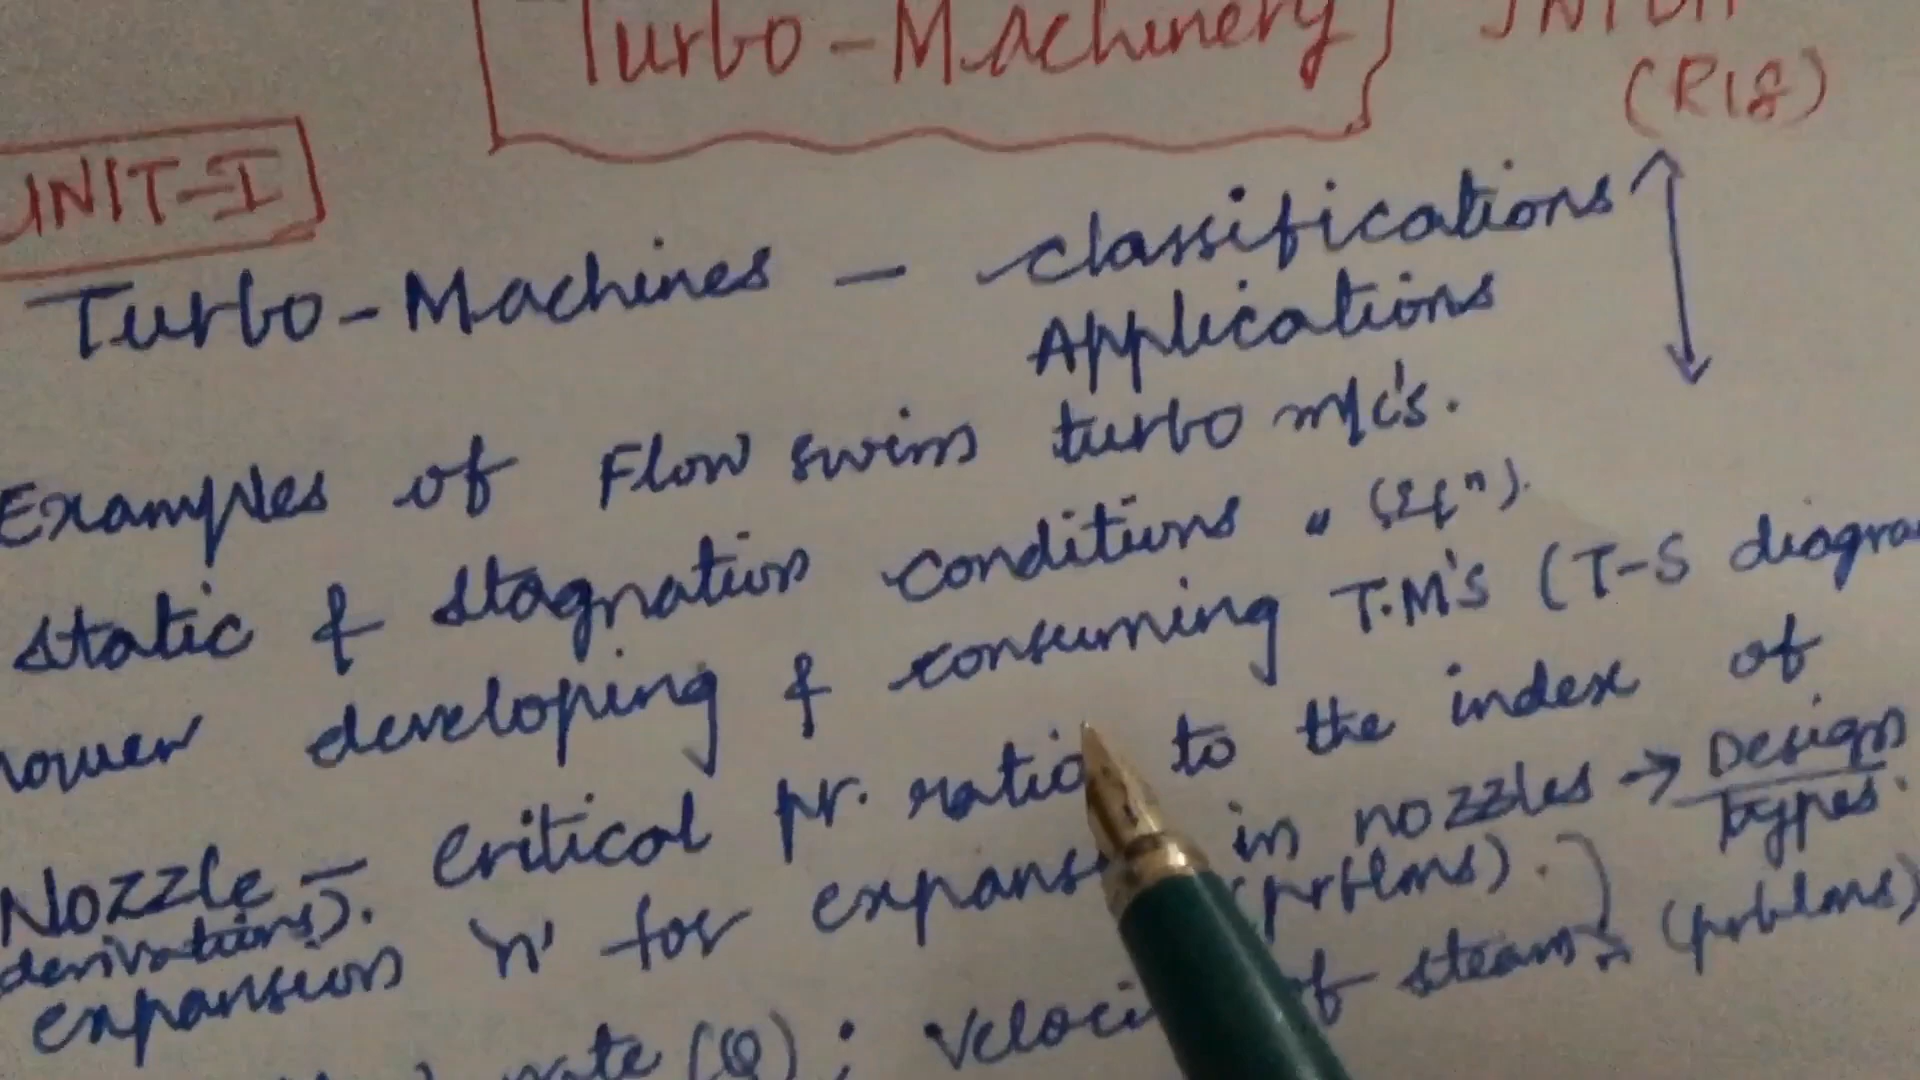 Turbo-Machinery
(R18)
UNIT-I
Turbo-Machines - classifications
Applications
Examples of Flow swim turbo m/c's.
static & stagnation conditions " (Eqn).
power developing & consuming T.M's (T-S diagra
Nozzle - critical pr. ratio to the index of
derivations).
expansion 'n' for expans in nozzles → Design
types.
(prblms).
rate (Q); Veloci of steam; (prblms)